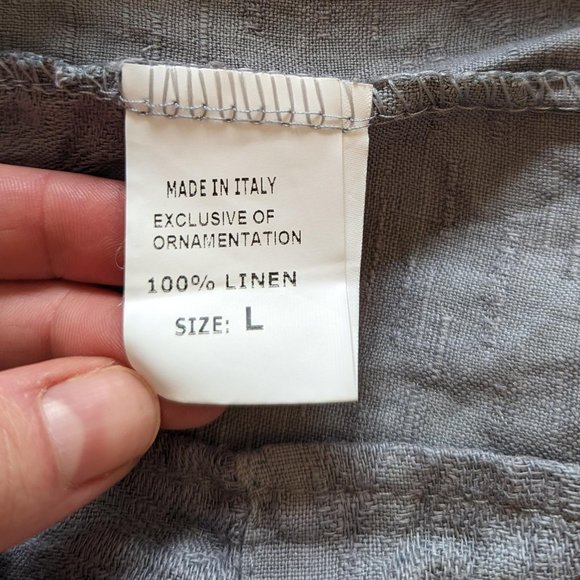 MADE IN ITALY
EXCLUSIVE OF
ORNAMENTATION
100% LINEN
SIZE: L